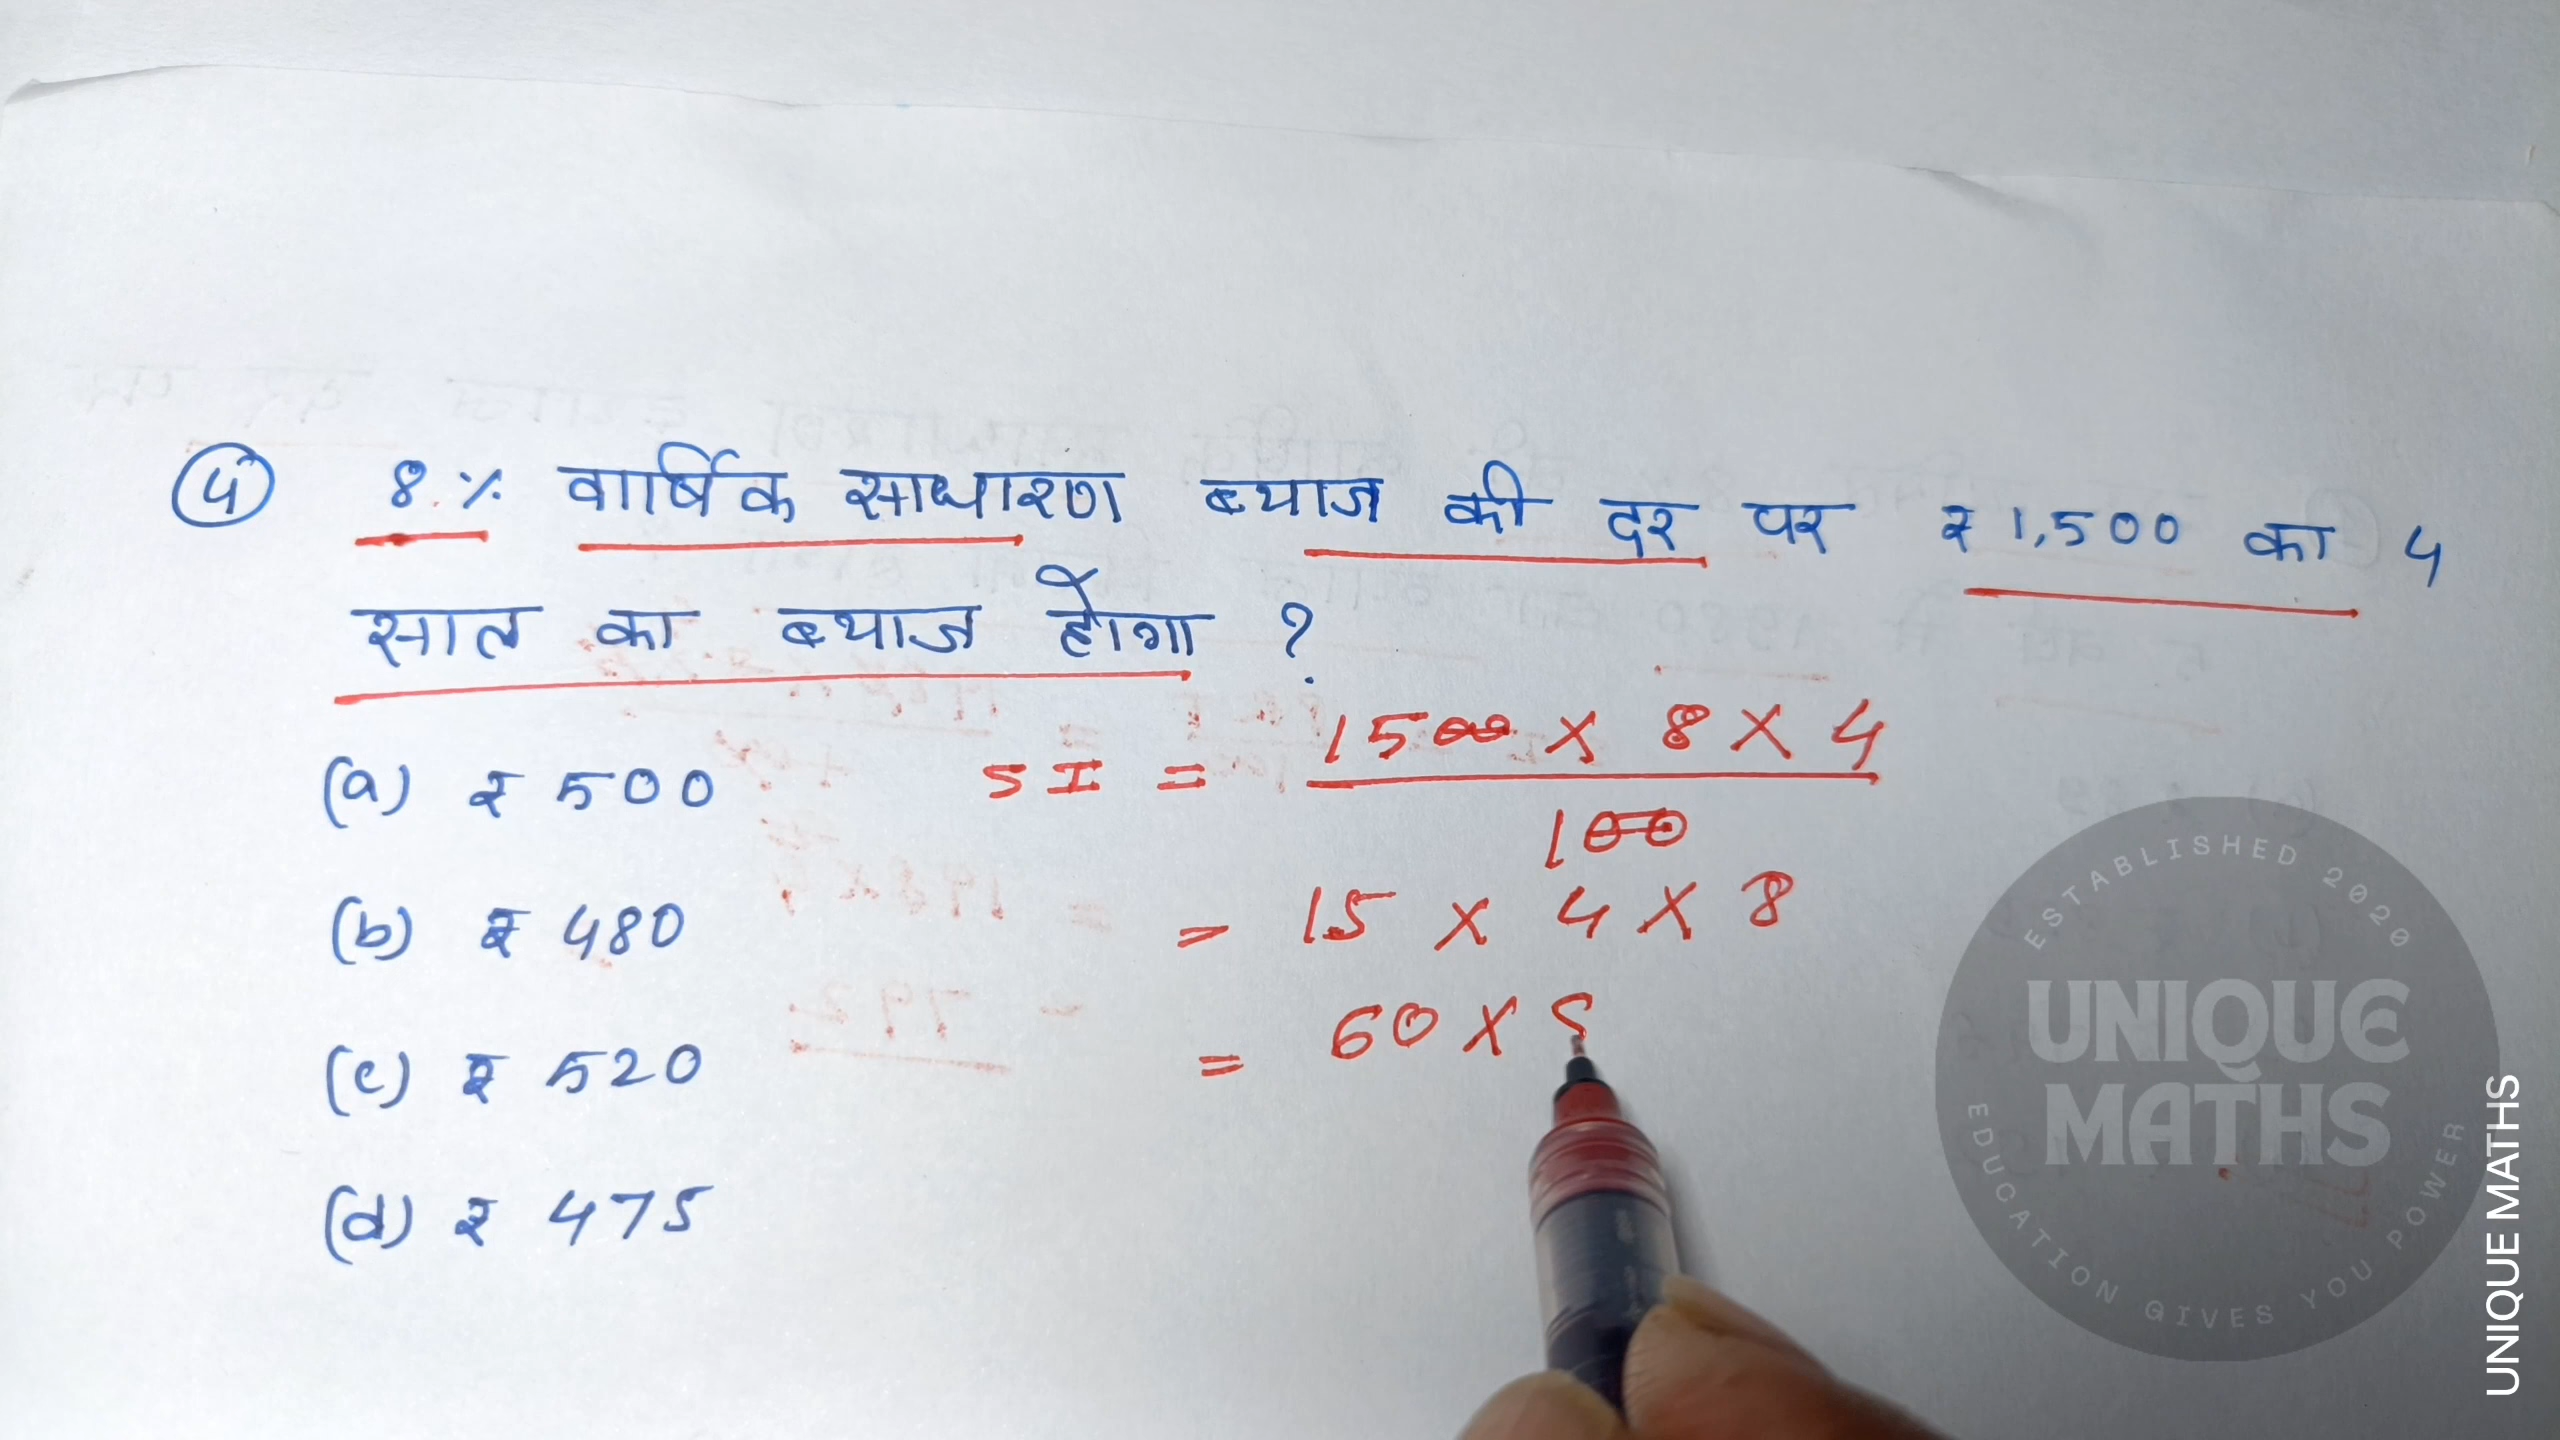 ④ 8 % वार्षिक साधारण ब्याज की दर पर ₹ 1,500 का 4
साल का ब्याज होगा ?
(a) ₹ 500
(b) ₹ 480
(c) ₹ 520
(d) ₹ 475
SI = 1500 × 8 × 4
100
= 15 × 4 × 8
= 60 ×
ESTABLISHED 2020
UNIQUE
MATHS
EDUCATION GIVES YOU POWER
UNIQUE MATHS